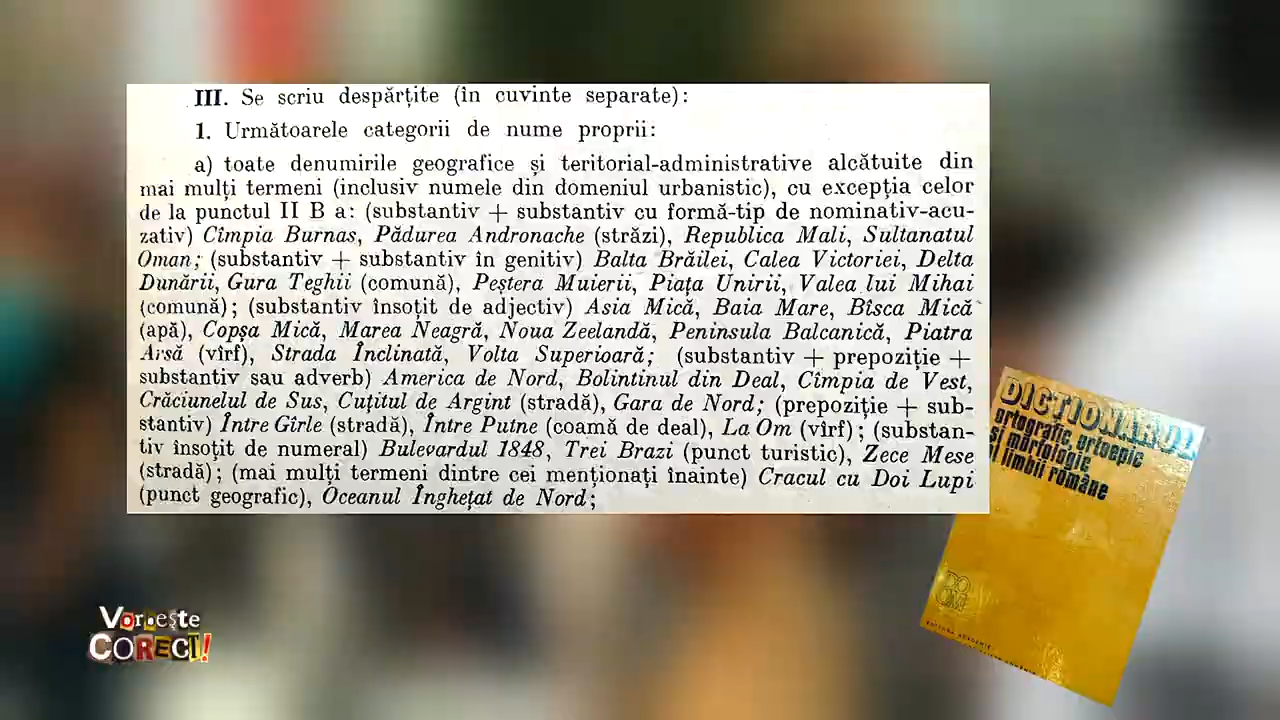 III. Se scriu despărțite (în cuvinte separate):
1. Următoarele categorii de nume proprii:
a) toate denumirile geografice și teritorial-administrative alcătuite din
mai mulți termeni (inclusiv numele din domeniul urbanistic), cu excepția celor
de la punctul II B a: (substantiv + substantiv cu formă-tip de nominativ-acu-
zativ) Cîmpia Burnas, Pădurea Andronache (străzi), Republica Mali, Sultanatul
Oman; (substantiv + substantiv în genitiv) Balta Brăilei, Calea Victoriei, Delta
Dunării, Gura Teghii (comună), Peștera Muierii, Piața Unirii, Valea lui Mihai
(comună); (substantiv însoțit de adjectiv) Asia Mică, Baia Mare, Bîsca Mică
(apă), Copșa Mică, Marea Neagră, Noua Zeelandă, Peninsula Balcanică, Piatra
Arsă (vîrf), Strada Înclinată, Volta Superioară; (substantiv + prepoziție +
substantiv sau adverb) America de Nord, Bolintinul din Deal, Cîmpia de Vest,
Crăciunelul de Sus, Cuțitul de Argint (stradă), Gara de Nord; (prepoziție + sub-
stantiv) Între Gîrle (stradă), Între Putne (coamă de deal), La Om (vîrf); (substan-
tiv însoțit de numeral) Bulevardul 1848, Trei Brazi (punct turistic), Zece Mese
(stradă); (mai mulți termeni dintre cei menționați înainte) Cracul cu Doi Lupi
(punct geografic), Oceanul Înghețat de Nord;
DICȚIONARUL
ortografic, ortoepic
și morfologic
al limbii române
DO
OM
EDITURA ACADEMIEI
Vorbește
CORECT!